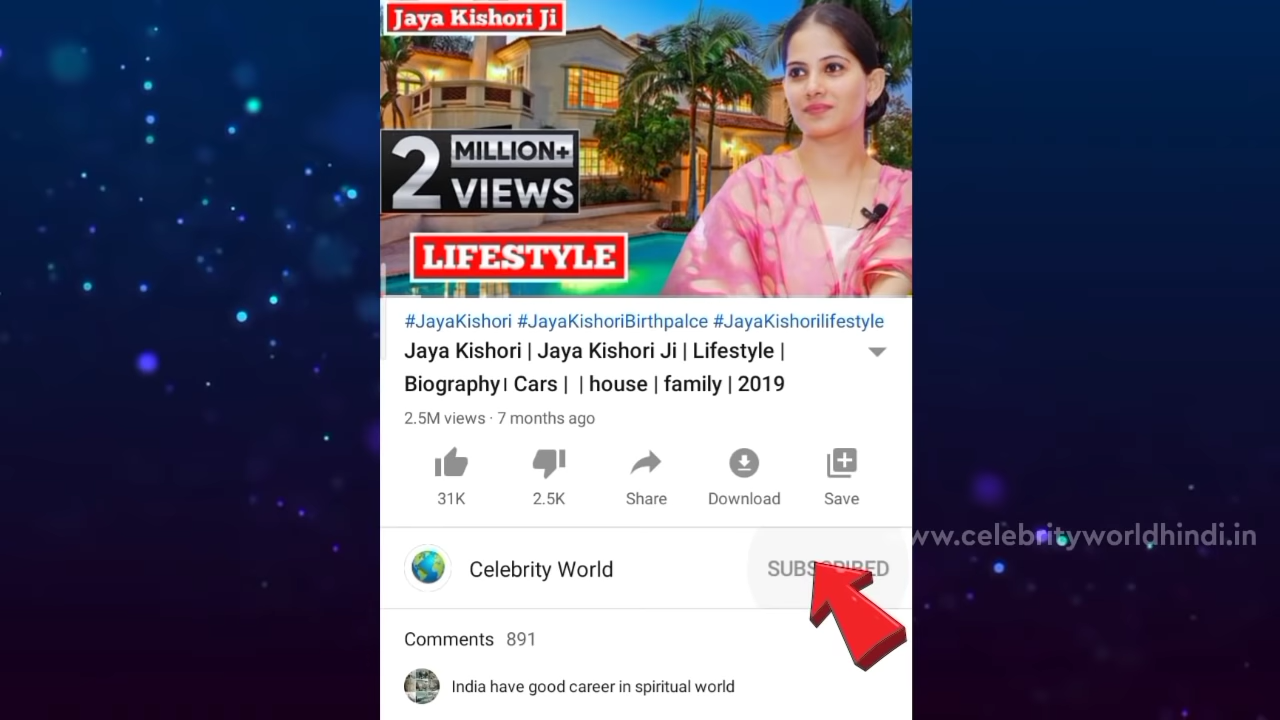 Jaya Kishori Ji
2 MILLION+
VIEWS
LIFESTYLE
#JayaKishori #JayaKishoriBirthpalce #JayaKishorilifestyle
Jaya Kishori | Jaya Kishori Ji | Lifestyle |
Biography। Cars | | house | family | 2019
2.5M views · 7 months ago
31K
2.5K
Share
Download
Save
www.celebrityworldhindi.in
Celebrity World
SUBSCRIBED
Comments 891
India have good career in spiritual world